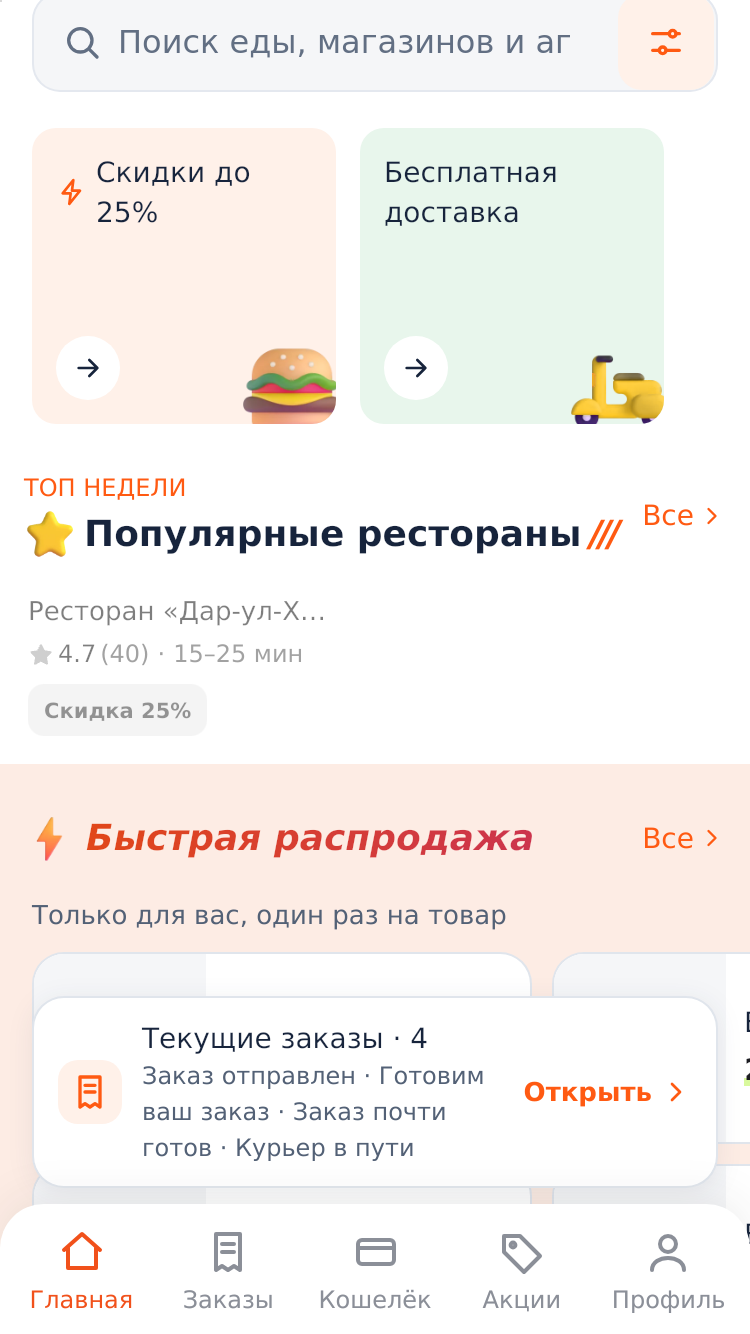 Поиск еды, магазинов и аг
Скидки до
25%
Бесплатная
доставка
ТОП НЕДЕЛИ
Популярные рестораны
Все
Ресторан «Дар-ул-Х...
4.7 (40) · 15–25 мин
Скидка 25%
Быстрая распродажа
Все
Только для вас, один раз на товар
Текущие заказы · 4
Заказ отправлен · Готовим
ваш заказ · Заказ почти
готов · Курьер в пути
Открыть
Главная
Заказы
Кошелёк
Акции
Профиль